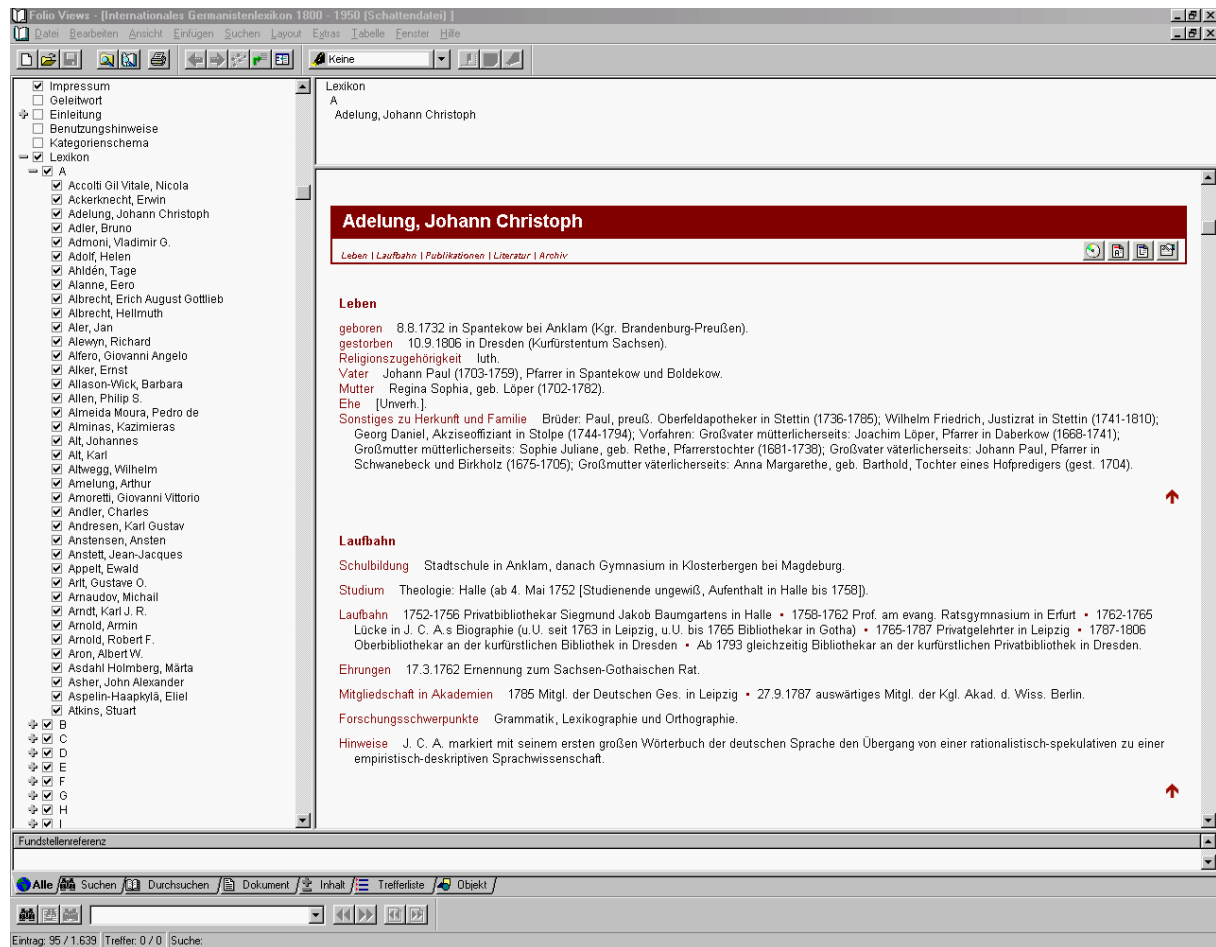 Folio Views - [Internationales Germanistenlexikon 1800 - 1950 (Schattendatei) ]
Datei Bearbeiten Ansicht Einfügen Suchen Layout Extras Tabelle Fenster Hilfe
Keine
Impressum
Geleitwort
Einleitung
Benutzungshinweise
Kategorienschema
Lexikon
A
Accolti Gil Vitale, Nicola
Ackerknecht, Erwin
Adelung, Johann Christoph
Adler, Bruno
Admoni, Vladimir G.
Adolf, Helen
Ahldén, Tage
Alanne, Eero
Albrecht, Erich August Gottlieb
Albrecht, Hellmuth
Aler, Jan
Alewyn, Richard
Alfero, Giovanni Angelo
Alker, Ernst
Allason-Wick, Barbara
Allen, Philip S.
Almeida Moura, Pedro de
Alminas, Kazimieras
Alt, Johannes
Alt, Karl
Altwegg, Wilhelm
Amelung, Arthur
Amoretti, Giovanni Vittorio
Andler, Charles
Andresen, Karl Gustav
Anstensen, Ansten
Anstett, Jean-Jacques
Appelt, Ewald
Arlt, Gustave O.
Arnaudov, Michail
Arndt, Karl J. R.
Arnold, Armin
Arnold, Robert F.
Aron, Albert W.
Asdahl Holmberg, Märta
Asher, John Alexander
Aspelin-Haapkylä, Eliel
Atkins, Stuart
B
C
D
E
F
G
H
I
Lexikon
A
Adelung, Johann Christoph
Adelung, Johann Christoph
Leben | Laufbahn | Publikationen | Literatur | Archiv
Leben
geboren 8.8.1732 in Spantekow bei Anklam (Kgr. Brandenburg-Preußen).
gestorben 10.9.1806 in Dresden (Kurfürstentum Sachsen).
Religionszugehörigkeit luth.
Vater Johann Paul (1703-1759), Pfarrer in Spantekow und Boldekow.
Mutter Regina Sophia, geb. Löper (1702-1782).
Ehe [Unverh.].
Sonstiges zu Herkunft und Familie Brüder: Paul, preuß. Oberfeldapotheker in Stettin (1736-1785); Wilhelm Friedrich, Justizrat in Stettin (1741-1810);
Georg Daniel, Akziseoffiziant in Stolpe (1744-1794); Vorfahren: Großvater mütterlicherseits: Joachim Löper, Pfarrer in Daberkow (1668-1741);
Großmutter mütterlicherseits: Sophie Juliane, geb. Rethe, Pfarrerstochter (1681-1738); Großvater väterlicherseits: Johann Paul, Pfarrer in
Schwanebeck und Birkholz (1675-1705); Großmutter väterlicherseits: Anna Margarethe, geb. Barthold, Tochter eines Hofpredigers (gest. 1704).
Laufbahn
Schulbildung Stadtschule in Anklam, danach Gymnasium in Klosterbergen bei Magdeburg.
Studium Theologie: Halle (ab 4. Mai 1752 [Studienende ungewiß, Aufenthalt in Halle bis 1758]).
Laufbahn 1752-1756 Privatbibliothekar Siegmund Jakob Baumgartens in Halle ▪ 1758-1762 Prof. am evang. Ratsgymnasium in Erfurt ▪ 1762-1765
Lücke in J. C. A.s Biographie (u.U. seit 1763 in Leipzig, u.U. bis 1765 Bibliothekar in Gotha) ▪ 1765-1787 Privatgelehrter in Leipzig ▪ 1787-1806
Oberbibliothekar an der kurfürstlichen Bibliothek in Dresden ▪ Ab 1793 gleichzeitig Bibliothekar an der kurfürstlichen Privatbibliothek in Dresden.
Ehrungen 17.3.1762 Ernennung zum Sachsen-Gothaischen Rat.
Mitgliedschaft in Akademien 1785 Mitgl. der Deutschen Ges. in Leipzig ▪ 27.9.1787 auswärtiges Mitgl. der Kgl. Akad. d. Wiss. Berlin.
Forschungsschwerpunkte Grammatik, Lexikographie und Orthographie.
Hinweise J. C. A. markiert mit seinem ersten großen Wörterbuch der deutschen Sprache den Übergang von einer rationalistisch-spekulativen zu einer
empiristisch-deskriptiven Sprachwissenschaft.
Fundstellenreferenz
Alle Suchen Durchsuchen Dokument Inhalt Trefferliste Objekt
Eintrag: 95 / 1.639 Treffer: 0 / 0 Suche: